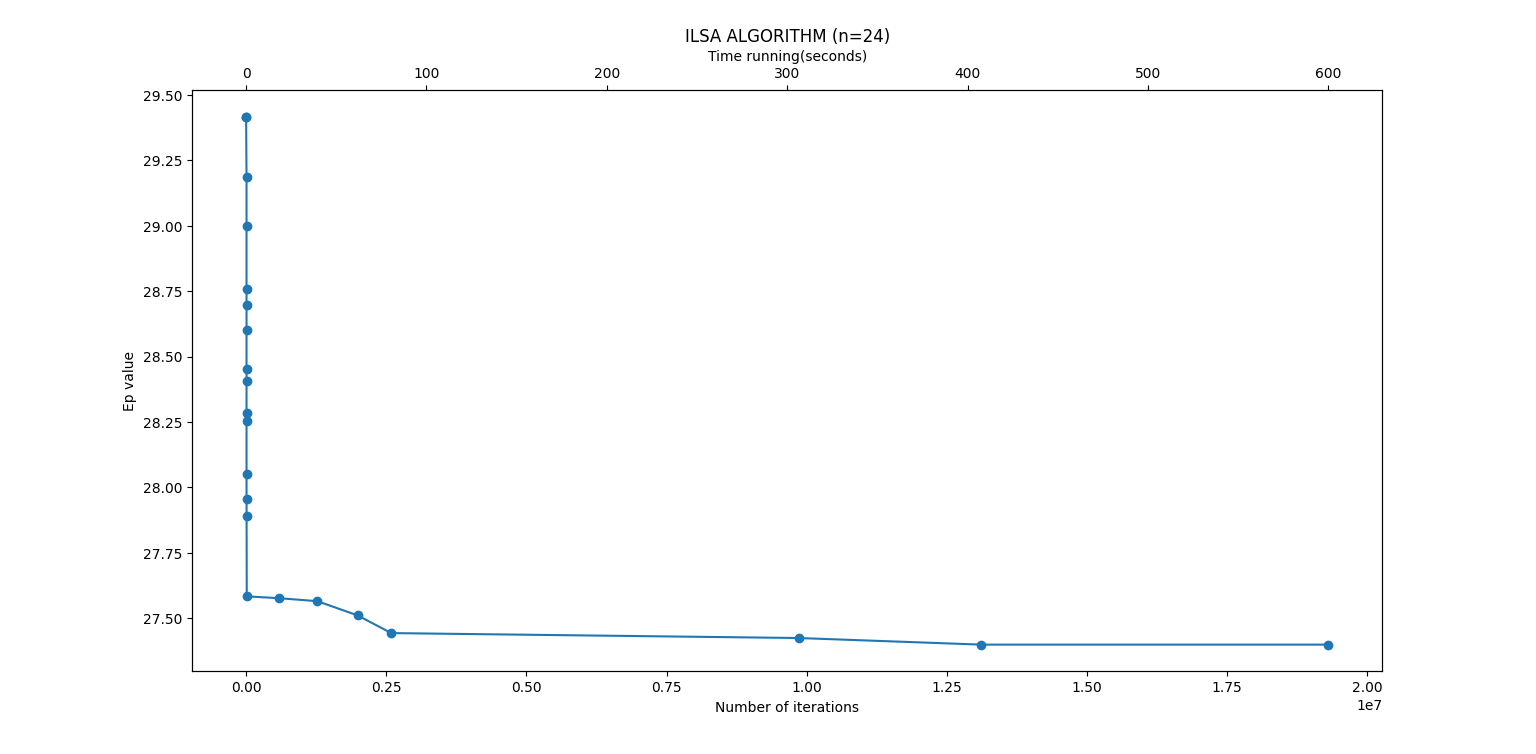 ILSA ALGORITHM (n=24)
Time running(seconds)
0 100 200 300 400 500 600
29.50
29.25
29.00
28.75
28.50
28.25
28.00
27.75
27.50
Ep value
0.00 0.25 0.50 0.75 1.00 1.25 1.50 1.75 2.00
1e7
Number of iterations